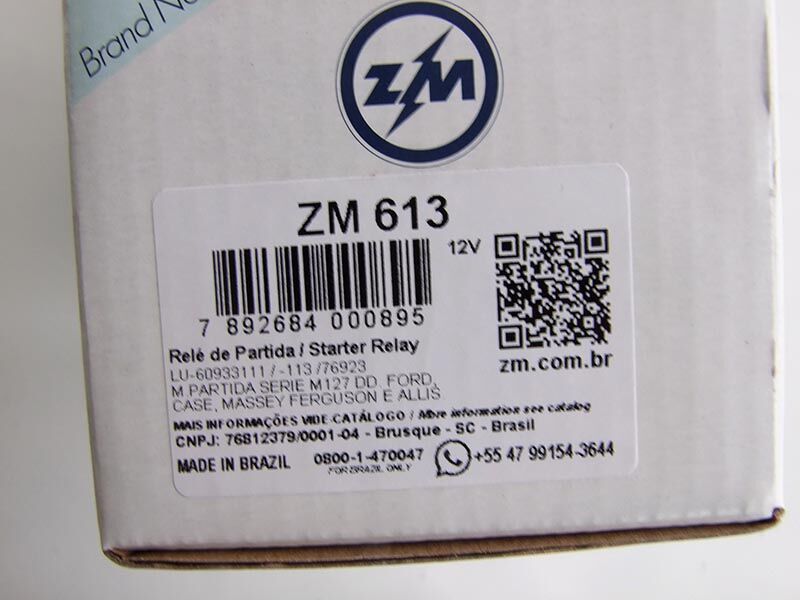 Brand
ZM
ZM 613
12V
7 892684 000895
zm.com.br
Relé de Partida / Starter Relay
LU-60933111 / -113 /76923
M PARTIDA SERIE M127 DD. FORD,
CASE, MASSEY FERGUSON E ALLIS
MAIS INFORMAÇÕES VIDE-CATÁLOGO / More information see catalog
CNPJ: 76812379/0001-04 - Brusque - SC - Brasil
MADE IN BRAZIL 0800-1-470047 +55 47 99154-3644
FOR BRAZIL ONLY